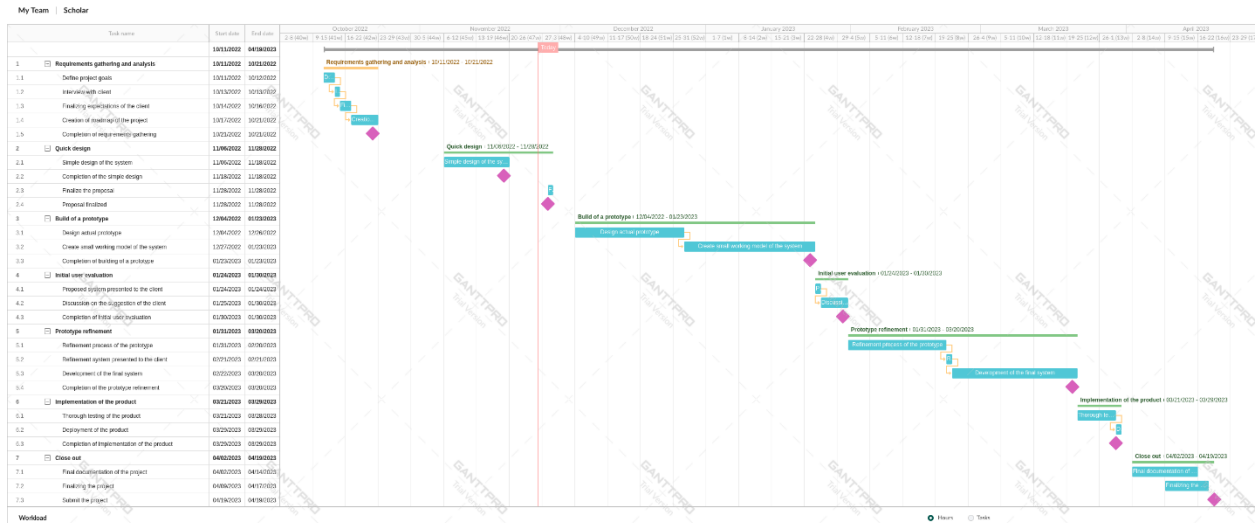 My Team | Scholar
Task name Start date End date
October 2022 November 2022 December 2022 January 2023 February 2023 March 2023 April 2023
10/11/2022 04/19/2023
Today
1 Requirements gathering and analysis 10/11/2022 10/21/2022
Requirements gathering and analysis : 10/11/2022 - 10/21/2022
1.1 Define project goals 10/11/2022 10/12/2022
1.2 Interview with client 10/13/2022 10/13/2022
1.3 Finalizing expectations of the client 10/14/2022 10/16/2022
1.4 Creation of roadmap of the project 10/17/2022 10/21/2022
1.5 Completion of requirements gathering 10/21/2022 10/21/2022
2 Quick design 11/06/2022 11/28/2022
Quick design : 11/06/2022 - 11/28/2022
2.1 Simple design of the system 11/06/2022 11/18/2022
Simple design of the sy...
2.2 Completion of the simple design 11/18/2022 11/18/2022
2.3 Finalize the proposal 11/28/2022 11/28/2022
2.4 Proposal finalized 11/28/2022 11/28/2022
3 Build of a prototype 12/04/2022 01/23/2023
Build of a prototype : 12/04/2022 - 01/23/2023
3.1 Design actual prototype 12/04/2022 12/26/2022
Design actual prototype
3.2 Create small working model of the system 12/27/2022 01/23/2023
Create small working model of the system
3.3 Completion of building of a prototype 01/23/2023 01/23/2023
4 Initial user evaluation 01/24/2023 01/30/2023
Initial user evaluation : 01/24/2023 - 01/30/2023
4.1 Proposed system presented to the client 01/24/2023 01/24/2023
4.2 Discussion on the suggestion of the client 01/25/2023 01/30/2023
4.3 Completion of initial user evaluation 01/30/2023 01/30/2023
5 Prototype refinement 01/31/2023 03/20/2023
Prototype refinement : 01/31/2023 - 03/20/2023
5.1 Refinement process of the prototype 01/31/2023 02/20/2023
Refinement process of the prototype
5.2 Refinement system presented to the client 02/21/2023 02/21/2023
5.3 Development of the final system 02/22/2023 03/20/2023
Development of the final system
5.4 Completion of the prototype refinement 03/20/2023 03/20/2023
6 Implementation of the product 03/21/2023 03/29/2023
Implementation of the product : 03/21/2023 - 03/29/2023
6.1 Thorough testing of the product 03/21/2023 03/28/2023
Thorough te...
6.2 Deployment of the product 03/29/2023 03/29/2023
6.3 Completion of implementation of the product 03/29/2023 03/29/2023
7 Close out 04/02/2023 04/19/2023
Close out : 04/02/2023 - 04/19/2023
7.1 Final documentation of the project 04/02/2023 04/14/2023
Final documentation of ...
7.2 Finalizing the project 04/09/2023 04/17/2023
Finalizing the ...
7.3 Submit the project 04/19/2023 04/19/2023
GANTTPRO
Trial Version
Workload
Hours Tasks